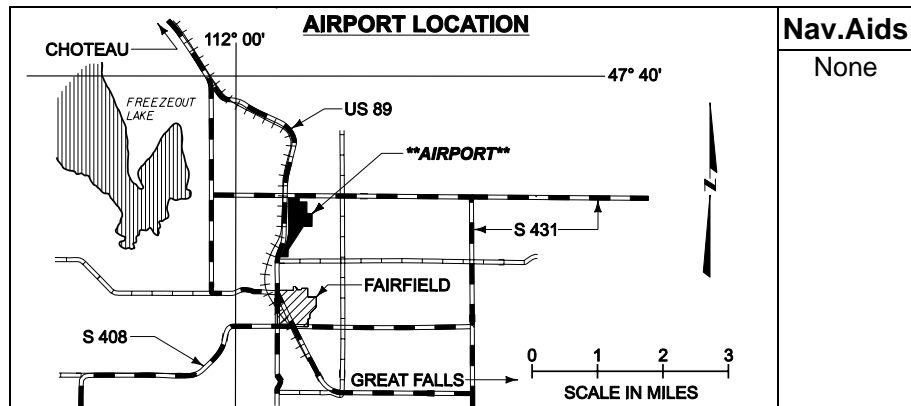 AIRPORT LOCATION
Nav.Aids
None
CHOTEAU
112° 00'
47° 40'
FREEZEOUT
LAKE
US 89
**AIRPORT**
N
S 431
FAIRFIELD
S 408
GREAT FALLS
0 1 2 3
SCALE IN MILES